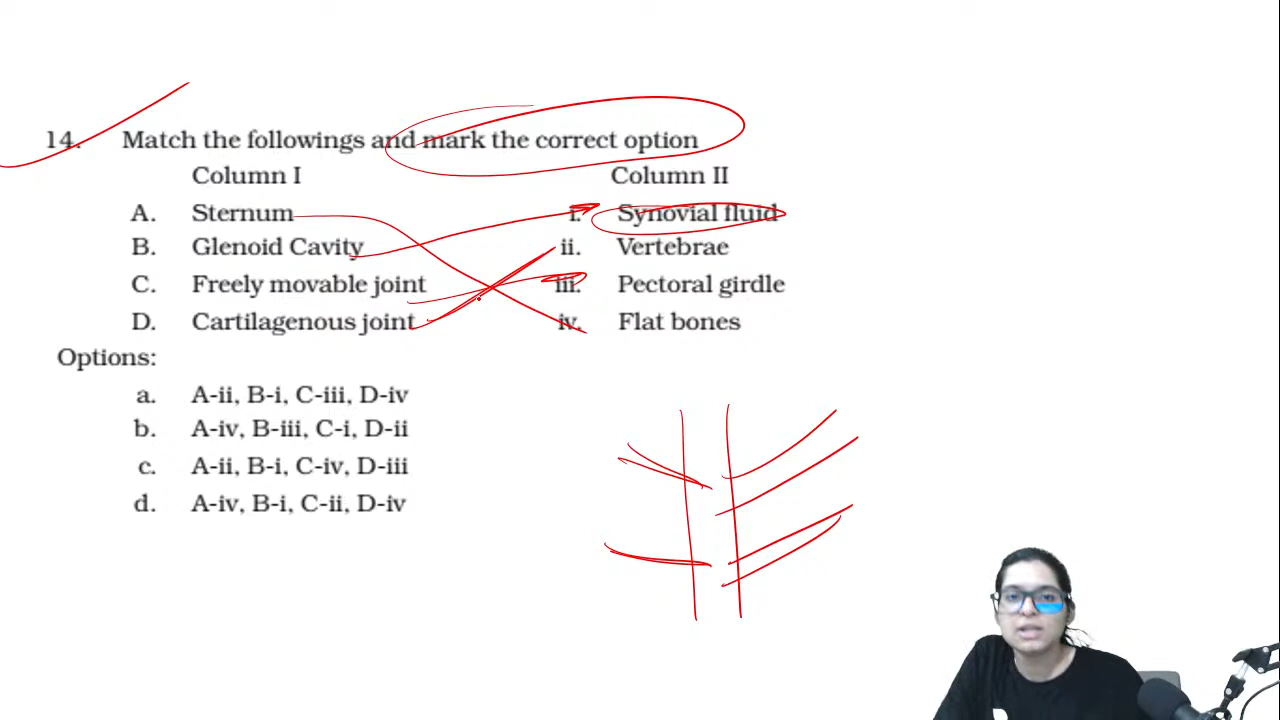 14. Match the followings and mark the correct option
Column I Column II
A. Sternum i. Synovial fluid
B. Glenoid Cavity ii. Vertebrae
C. Freely movable joint iii. Pectoral girdle
D. Cartilagenous joint iv. Flat bones
Options:
a. A-ii, B-i, C-iii, D-iv
b. A-iv, B-iii, C-i, D-ii
c. A-ii, B-i, C-iv, D-iii
d. A-iv, B-i, C-ii, D-iv